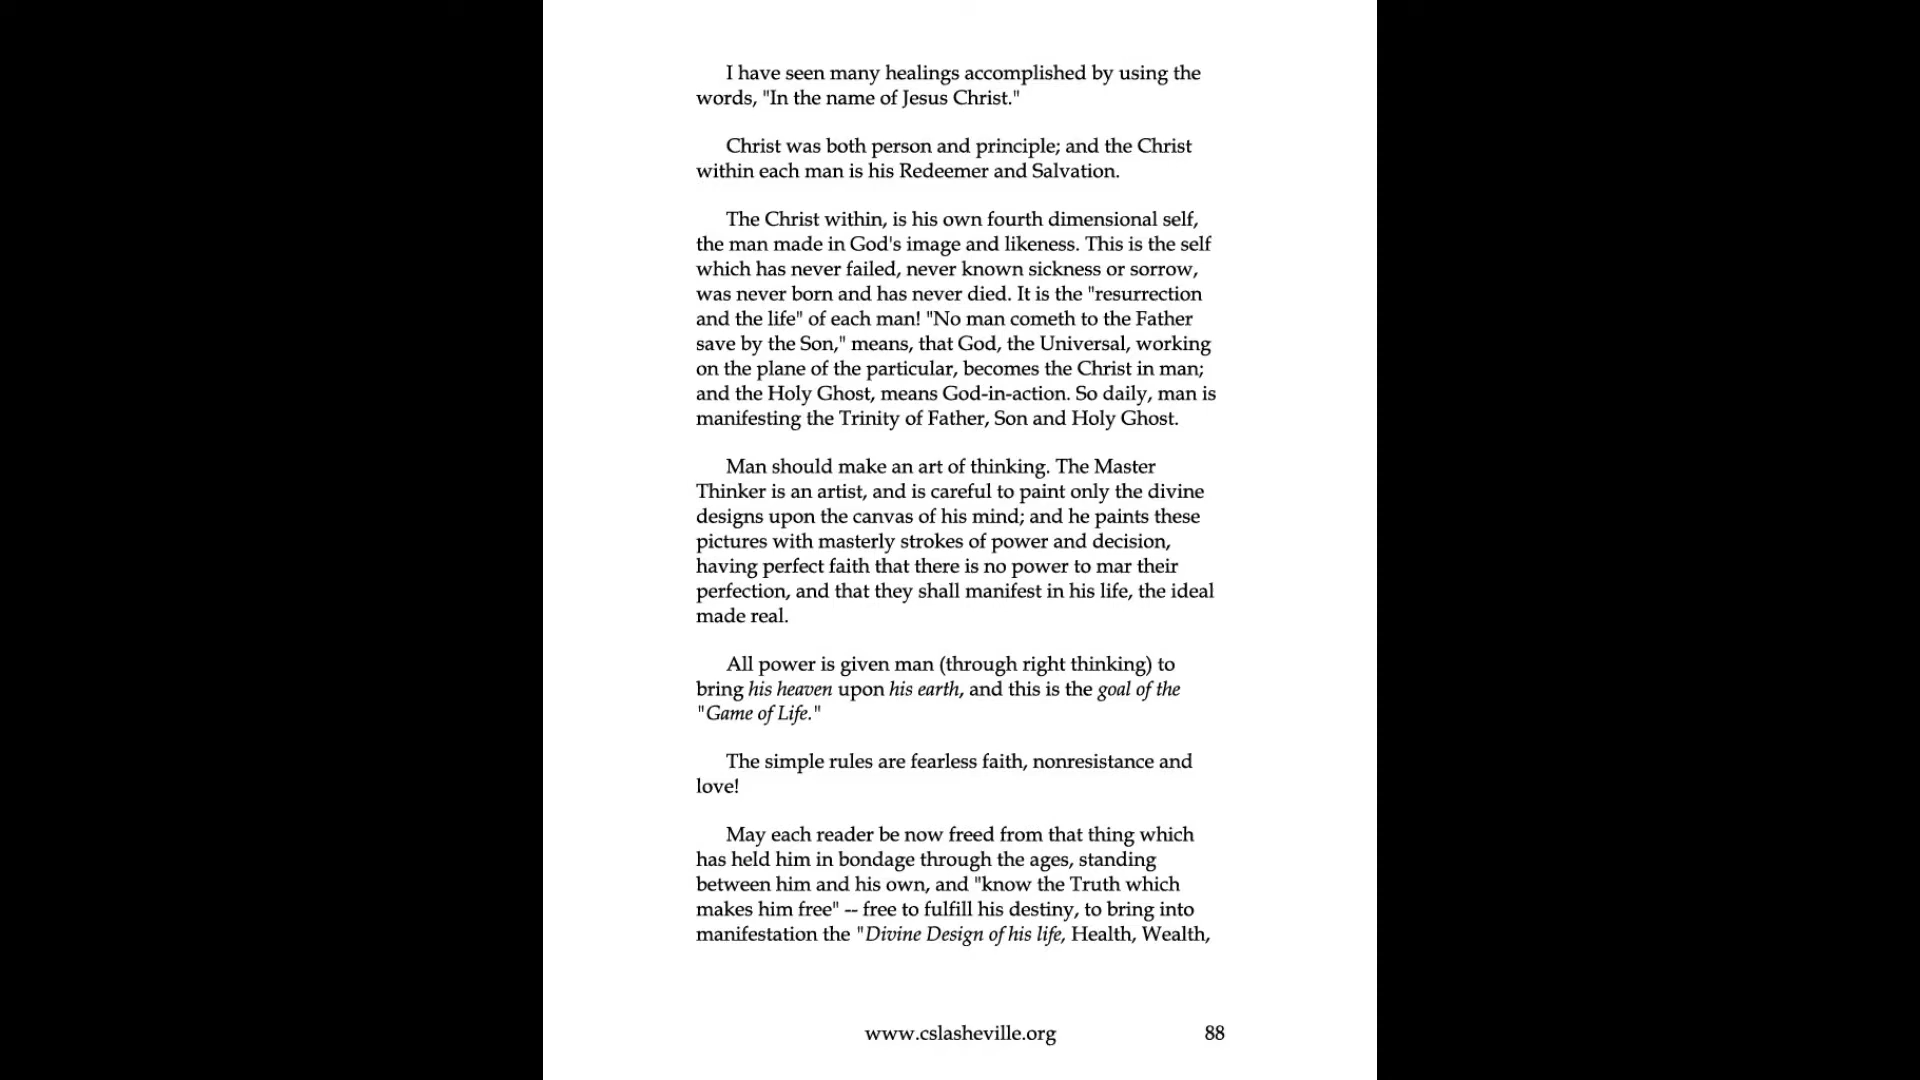 I have seen many healings accomplished by using the
words, "In the name of Jesus Christ."
Christ was both person and principle; and the Christ
within each man is his Redeemer and Salvation.
The Christ within, is his own fourth dimensional self,
the man made in God's image and likeness. This is the self
which has never failed, never known sickness or sorrow,
was never born and has never died. It is the "resurrection
and the life" of each man! "No man cometh to the Father
save by the Son," means, that God, the Universal, working
on the plane of the particular, becomes the Christ in man;
and the Holy Ghost, means God-in-action. So daily, man is
manifesting the Trinity of Father, Son and Holy Ghost.
Man should make an art of thinking. The Master
Thinker is an artist, and is careful to paint only the divine
designs upon the canvas of his mind; and he paints these
pictures with masterly strokes of power and decision,
having perfect faith that there is no power to mar their
perfection, and that they shall manifest in his life, the ideal
made real.
All power is given man (through right thinking) to
bring his heaven upon his earth, and this is the goal of the
"Game of Life."
The simple rules are fearless faith, nonresistance and
love!
May each reader be now freed from that thing which
has held him in bondage through the ages, standing
between him and his own, and "know the Truth which
makes him free" -- free to fulfill his destiny, to bring into
manifestation the "Divine Design of his life, Health, Wealth,
www.cslasheville.org 88